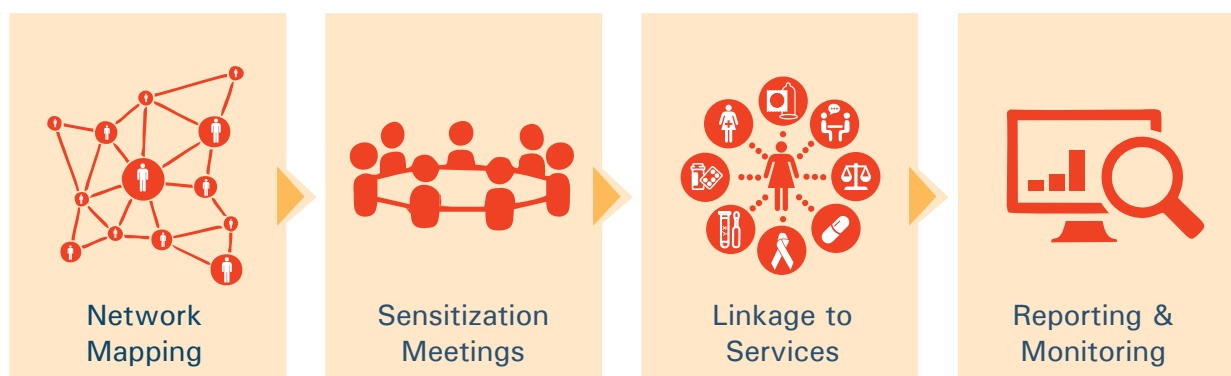 Network
Mapping
Sensitization
Meetings
Linkage to
Services
Reporting &
Monitoring